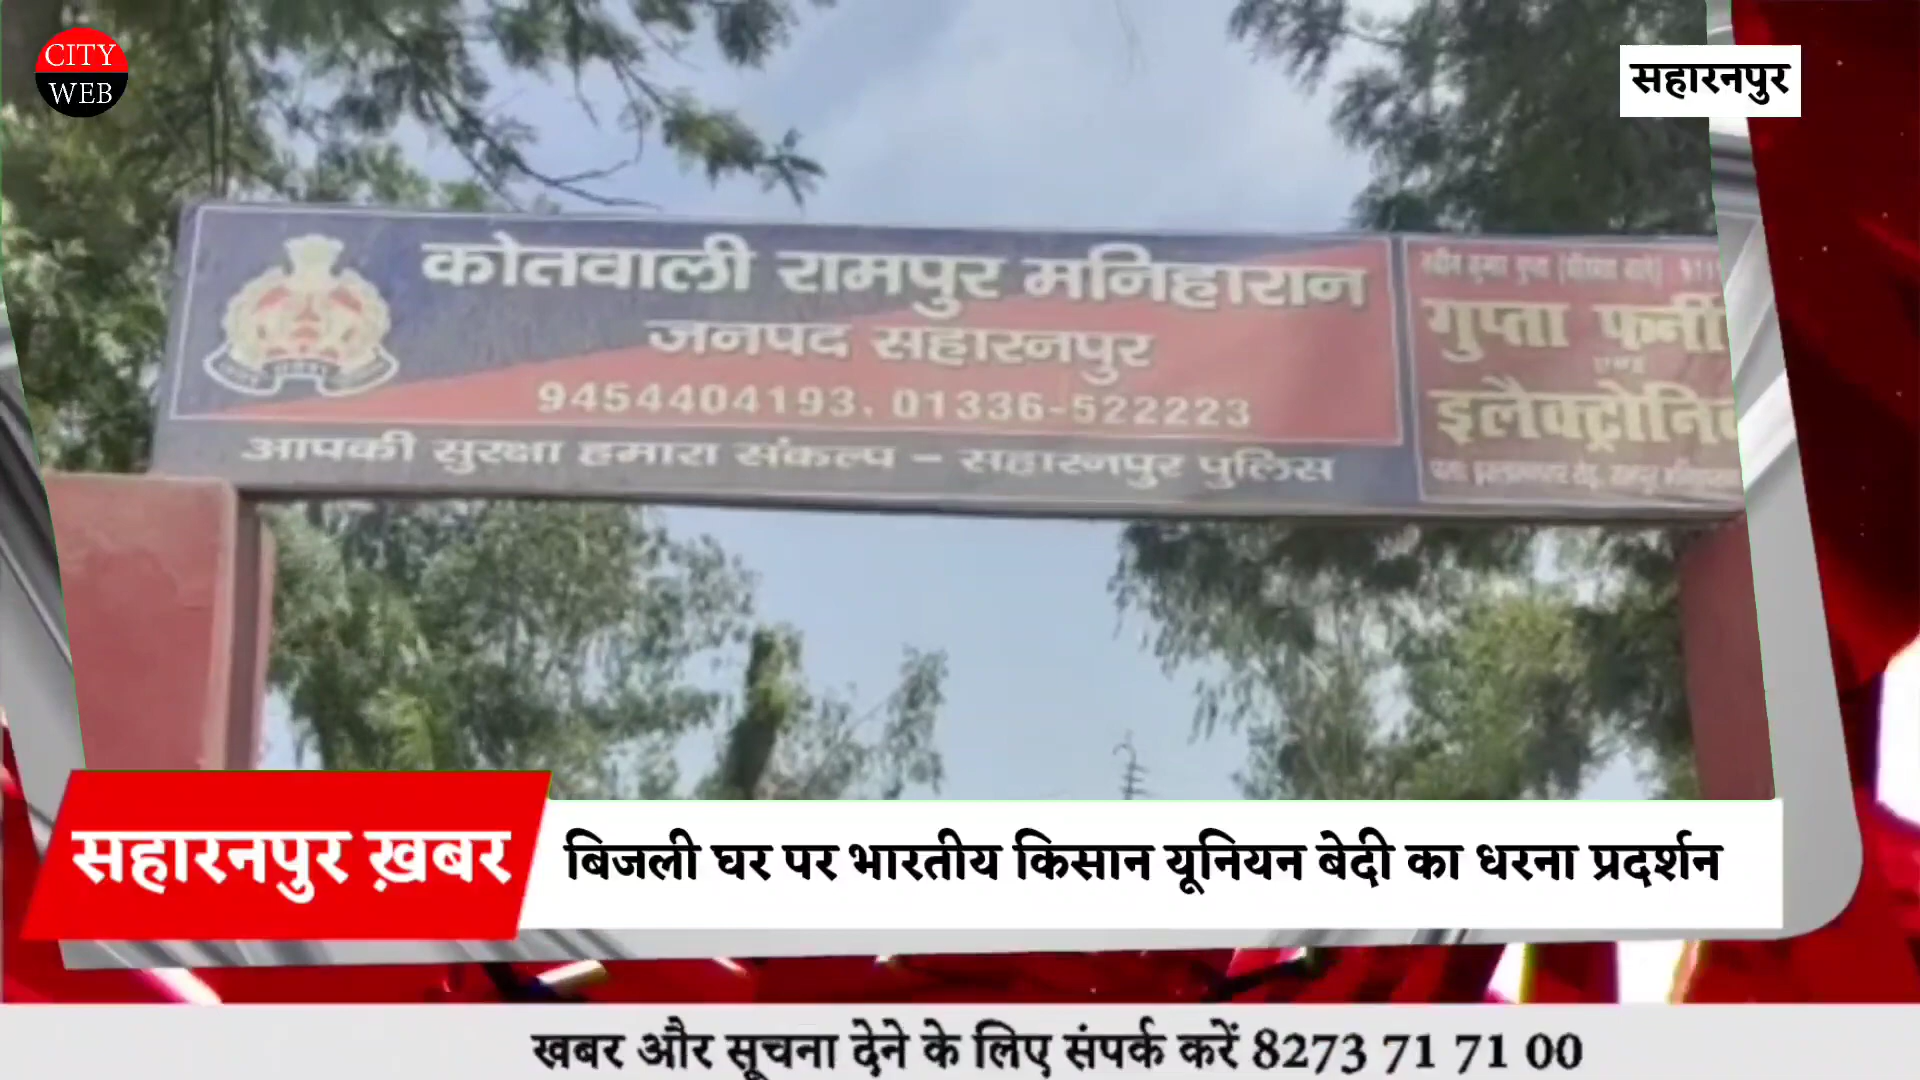 CITY
WEB
सहारनपुर
कोतवाली रामपुर मनिहारान
जनपद सहारनपुर
9454404193, 01336-522223
आपकी सुरक्षा हमारा संकल्प - सहारनपुर पुलिस
गुप्ता फर्नी
इलैक्ट्रोनि
सहारनपुर ख़बर
बिजली घर पर भारतीय किसान यूनियन बेदी का धरना प्रदर्शन
खबर और सूचना देने के लिए संपर्क करें 8273 71 71 00